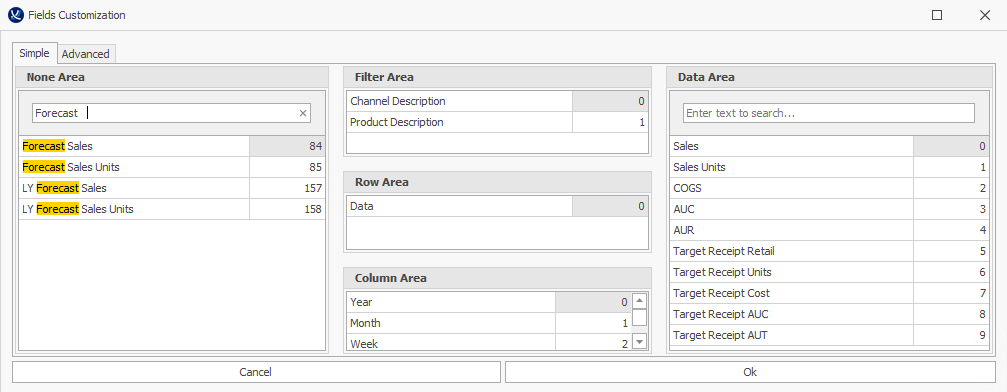 Fields Customization
Simple
Advanced
None Area
Forecast
Forecast Sales 84
Forecast Sales Units 85
LY Forecast Sales 157
LY Forecast Sales Units 158
Filter Area
Channel Description 0
Product Description 1
Row Area
Data 0
Column Area
Year 0
Month 1
Week 2
Data Area
Enter text to search...
Sales 0
Sales Units 1
COGS 2
AUC 3
AUR 4
Target Receipt Retail 5
Target Receipt Units 6
Target Receipt Cost 7
Target Receipt AUC 8
Target Receipt AUT 9
Cancel
Ok